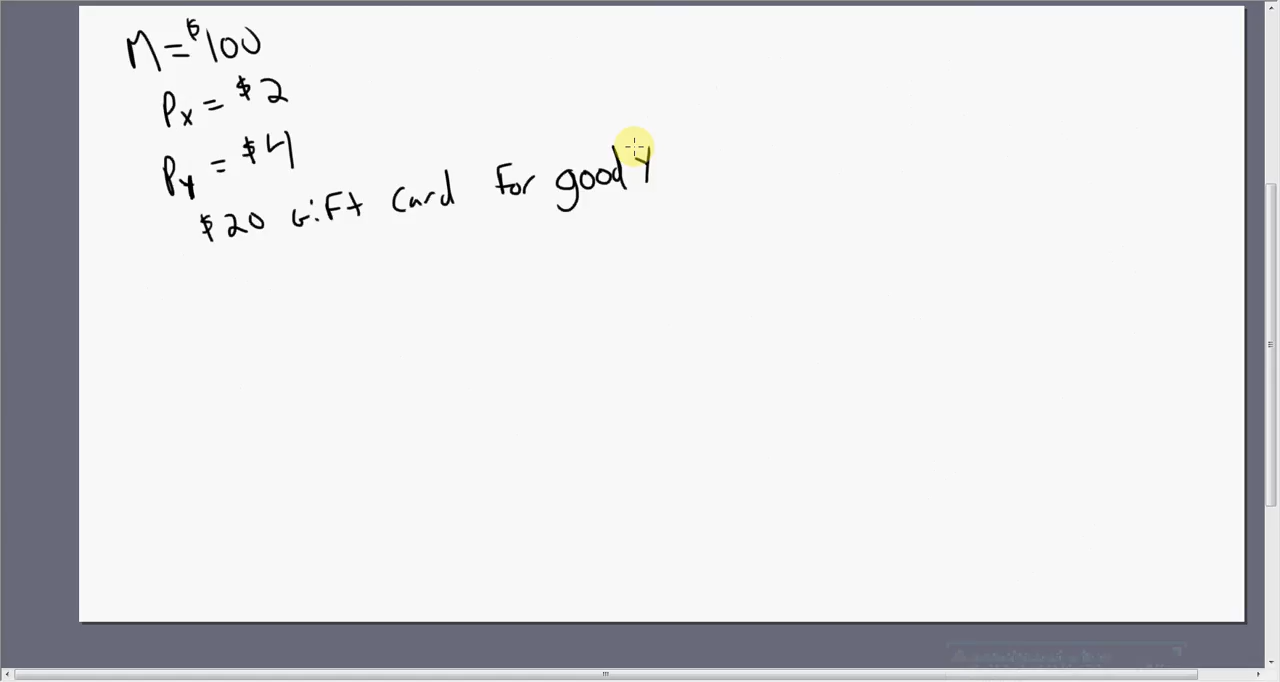 M = $100
Px = $2
Py = $4
$20 Gift Card For good Y